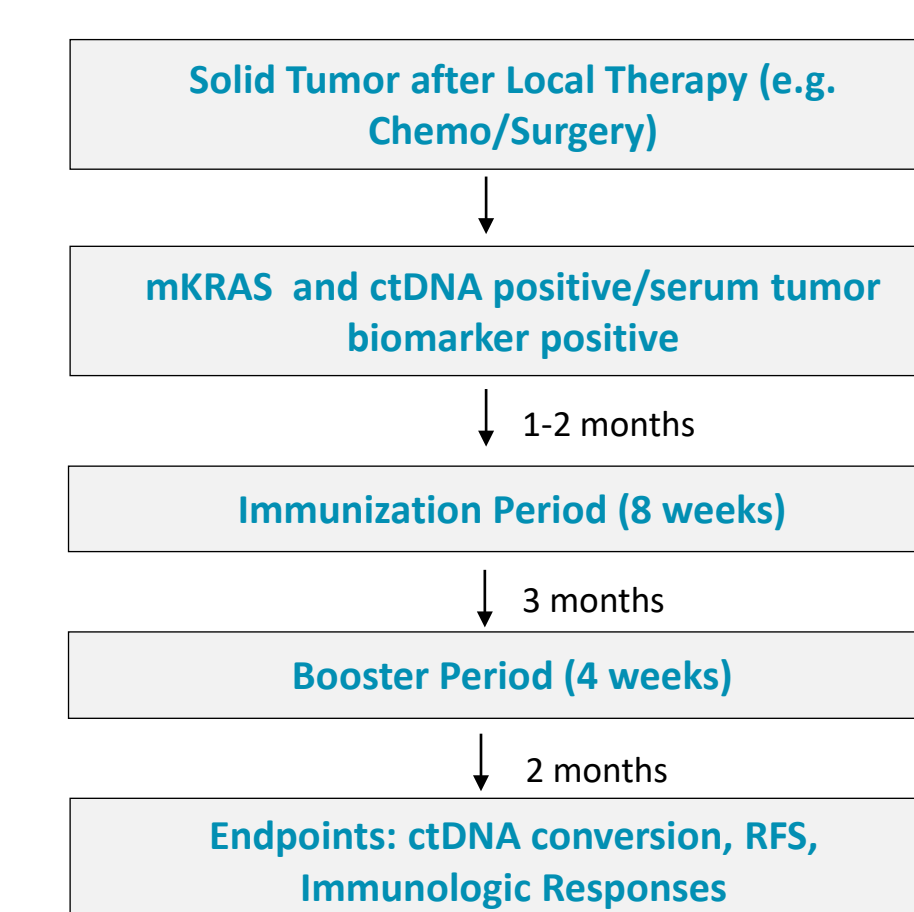 Solid Tumor after Local Therapy (e.g.
Chemo/Surgery)
mKRAS  and ctDNA positive/serum tumor
biomarker positive
1-2 months
Immunization Period (8 weeks)
3 months
Booster Period (4 weeks)
2 months
Endpoints: ctDNA conversion, RFS,
Immunologic Responses